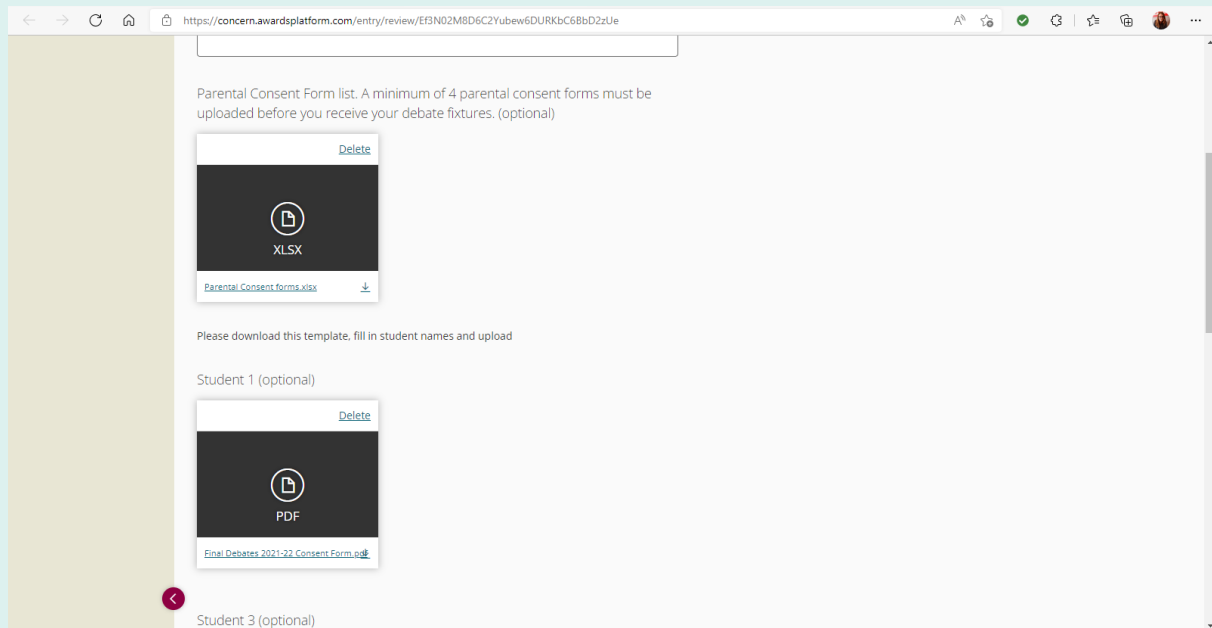 https://concern.awardsplatform.com/entry/review/Ef3N02M8D6C2Yubew6DURKbC6BbD2zUe
Parental Consent Form list. A minimum of 4 parental consent forms must be
uploaded before you receive your debate fixtures. (optional)
Delete
XLSX
Parental Consent forms.xlsx
Please download this template, fill in student names and upload
Student 1 (optional)
Delete
PDF
Final Debates 2021-22 Consent Form.pdf
Student 3 (optional)